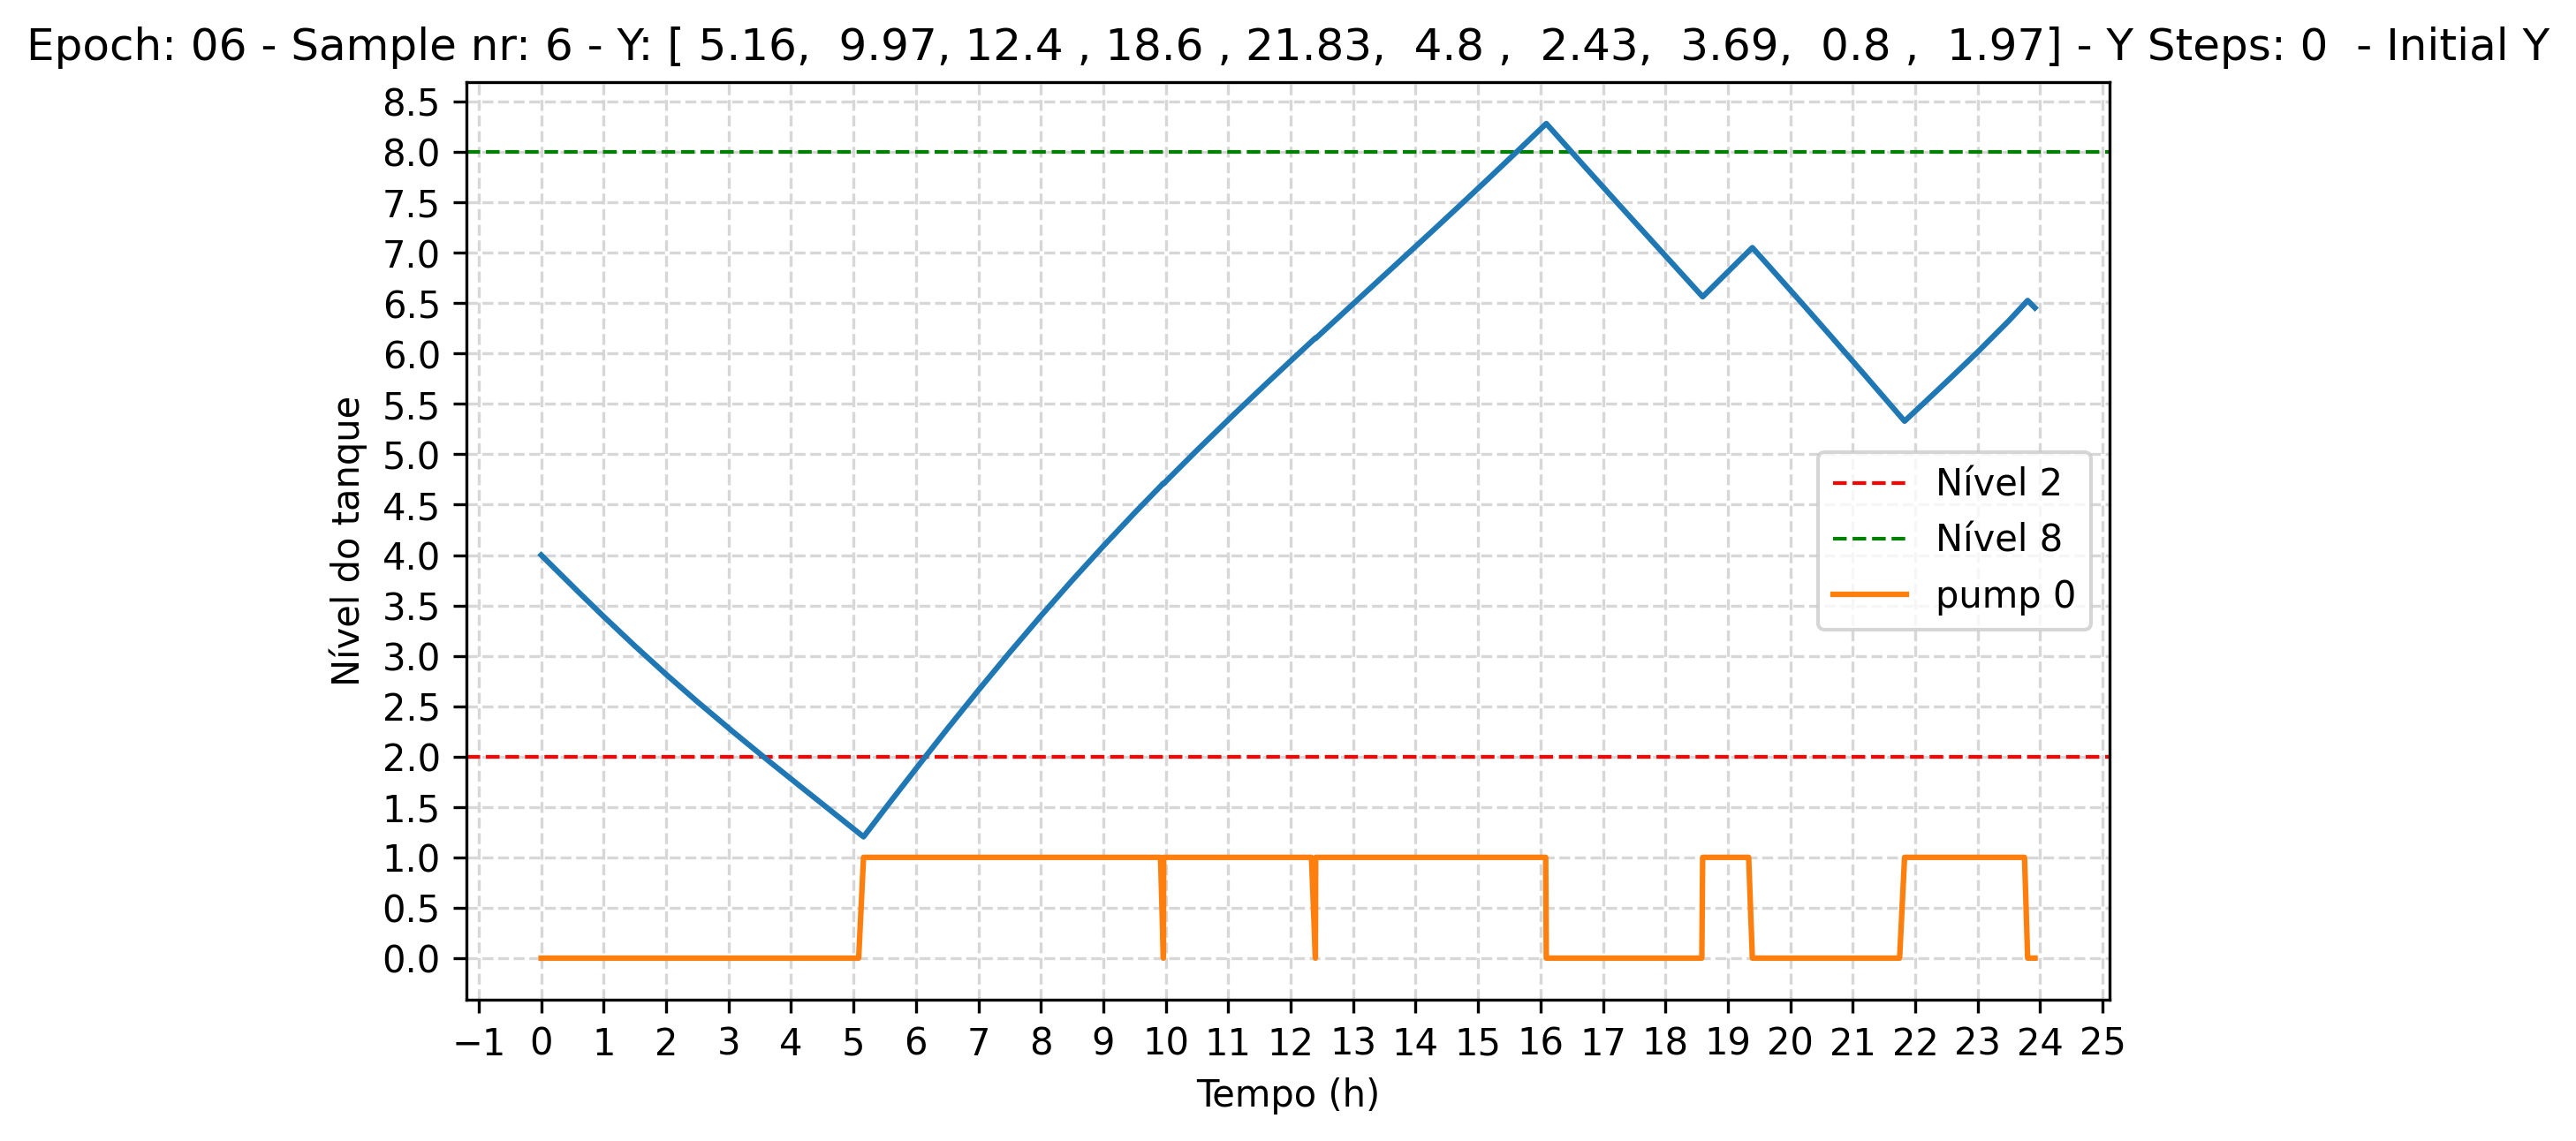 Epoch: 06 - Sample nr: 6 - Y: [ 5.16,  9.97, 12.4 , 18.6 , 21.83,  4.8 ,  2.43,  3.69,  0.8 ,  1.97] - Y Steps: 0  - Initial Y
8.5
8.0
7.5
7.0
6.5
6.0
5.5
5.0
4.5
4.0
3.5
3.0
2.5
2.0
1.5
1.0
0.5
0.0
Nível do tanque
Nível 2
Nível 8
pump 0
−1 0 1 2 3 4 5 6 7 8 9 10 11 12 13 14 15 16 17 18 19 20 21 22 23 24 25
Tempo (h)